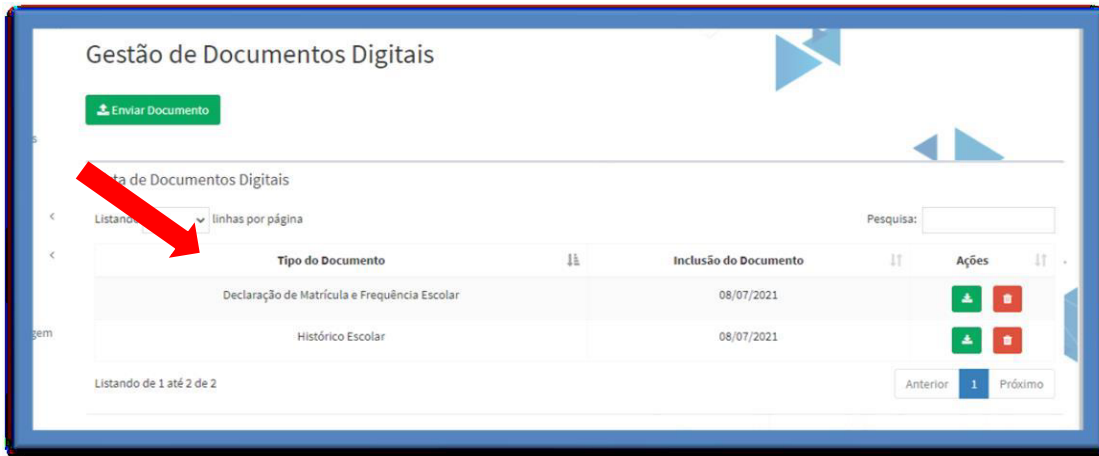 Gestão de Documentos Digitais
Enviar Documento
s
de Documentos Digitais
linhas por página
Pesquisa:
Tipo do Documento Inclusão do Documento Ações
Declaração de Matrícula e Frequência Escolar 08/07/2021
gem
Histórico Escolar 08/07/2021
Listando de 1 até 2 de 2
Anterior 1 Próximo